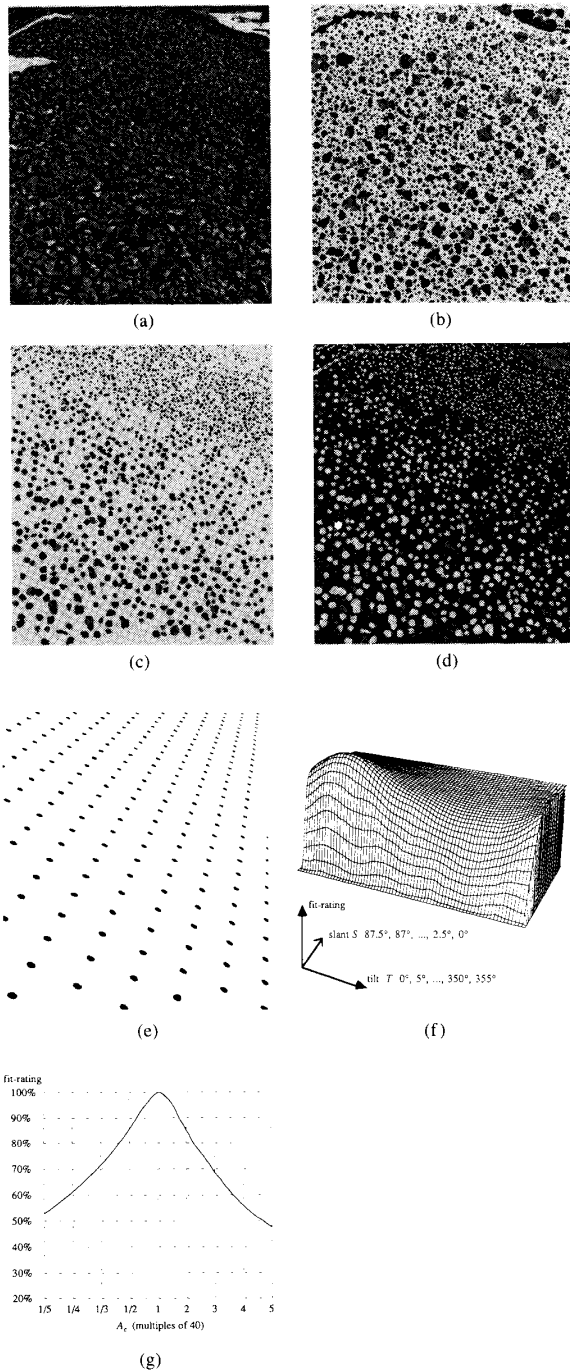 (a)
(b)
(c)
(d)
fit-rating
slant S 87.5°, 87°, ..., 2.5°, 0°
tilt T 0°, 5°, ..., 350°, 355°
(e)
(f)
fit-rating
100%
90%
80%
70%
60%
50%
40%
30%
20%
1/5 1/4 1/3 1/2 1 2 3 4 5
A_c (multiples of 40)
(g)